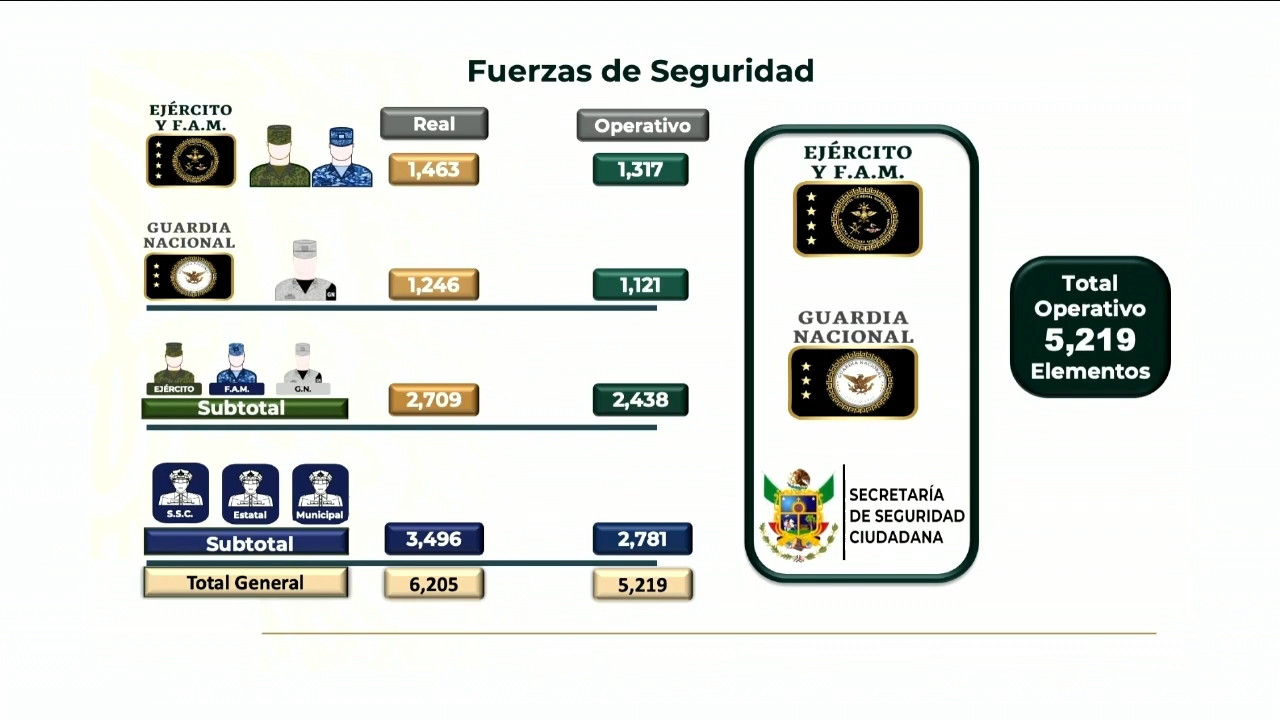 Fuerzas de Seguridad
EJÉRCITO
Y F.A.M.
Real
Operativo
1,463
1,317
GUARDIA
NACIONAL
1,246
1,121
GN
EJÉRCITO
F.A.M.
G.N.
Subtotal
2,709
2,438
S.S.C.
Estatal
Municipal
Subtotal
3,496
2,781
Total General
6,205
5,219
EJÉRCITO
Y F.A.M.
GUARDIA
NACIONAL
SECRETARÍA
DE SEGURIDAD
CIUDADANA
Total
Operativo
5,219
Elementos